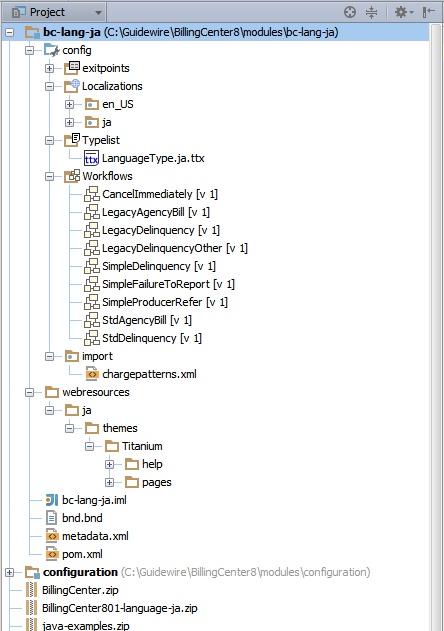 Project
bc-lang-ja (C:\Guidewire\BillingCenter8\modules\bc-lang-ja)
config
exitpoints
Localizations
en_US
ja
Typelist
LanguageType.ja.ttx
Workflows
CancelImmediately [v 1]
LegacyAgencyBill [v 1]
LegacyDelinquency [v 1]
LegacyDelinquencyOther [v 1]
SimpleDelinquency [v 1]
SimpleFailureToReport [v 1]
SimpleProducerRefer [v 1]
StdAgencyBill [v 1]
StdDelinquency [v 1]
import
chargepatterns.xml
webresources
ja
themes
Titanium
help
pages
bc-lang-ja.iml
bnd.bnd
metadata.xml
pom.xml
configuration (C:\Guidewire\BillingCenter8\modules\configuration)
BillingCenter.zip
BillingCenter801-language-ja.zip
java-examples.zip